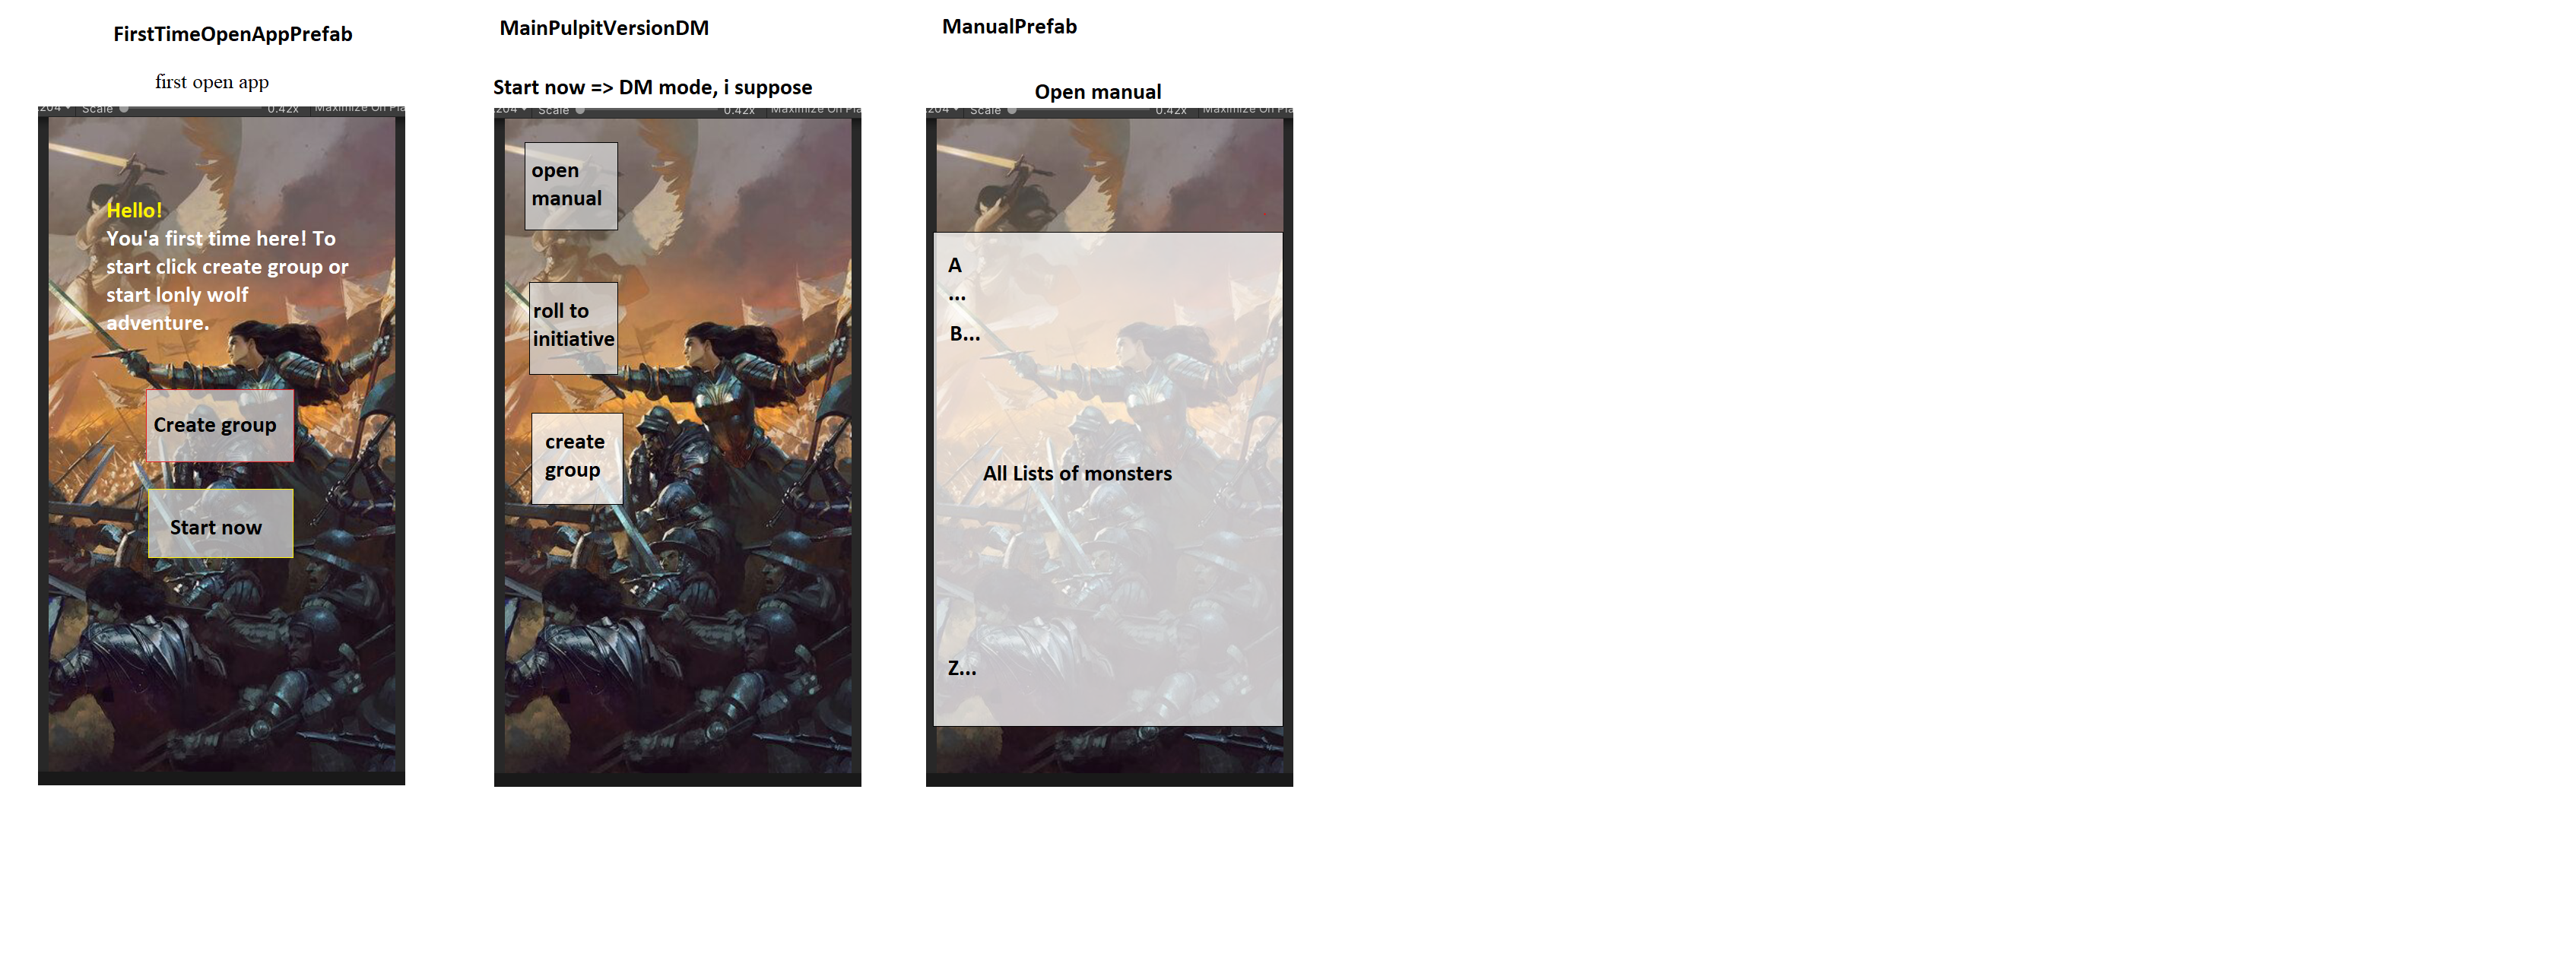 FirstTimeOpenAppPrefab
first open app
204
Scale
0.42x
Maximize On Pla
Hello!
You'a first time here! To
start click create group or
start lonly wolf
adventure.
Create group
Start now
MainPulpitVersionDM
Start now => DM mode, i suppose
204
Scale
0.42x
Maximize On Pla
open
manual
roll to
initiative
create
group
ManualPrefab
Open manual
204
Scale
0.42x
Maximize On Pla
A
...
B...
All Lists of monsters
Z...